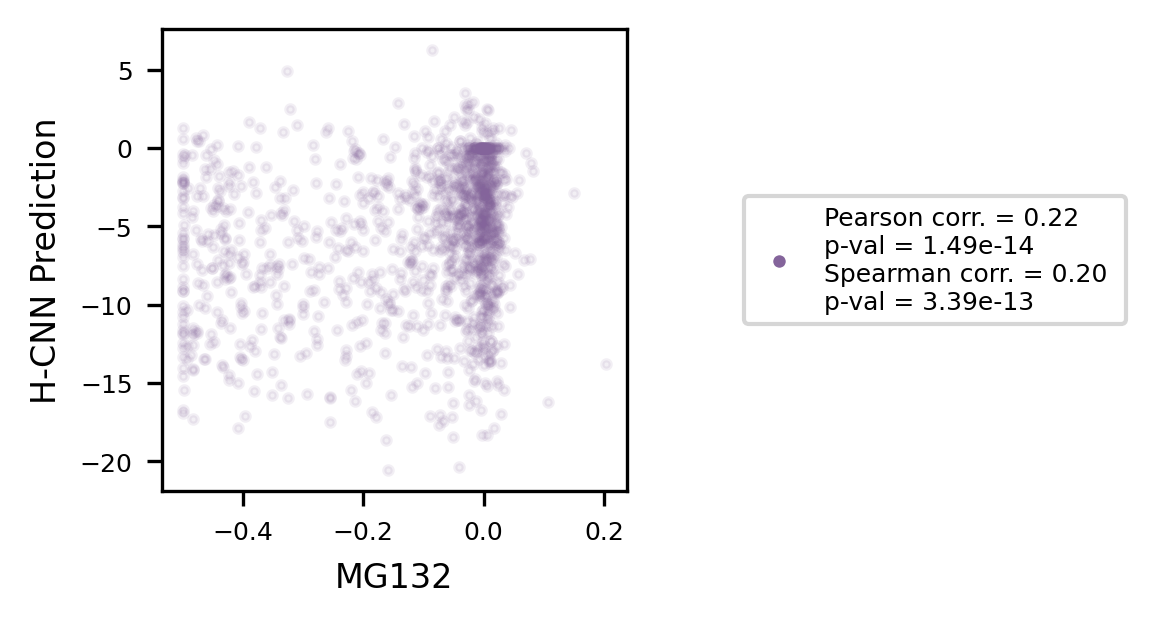 H-CNN Prediction
5
0
−5
−10
−15
−20
−0.4
−0.2
0.0
0.2
MG132
Pearson corr. = 0.22
p-val = 1.49e-14
Spearman corr. = 0.20
p-val = 3.39e-13